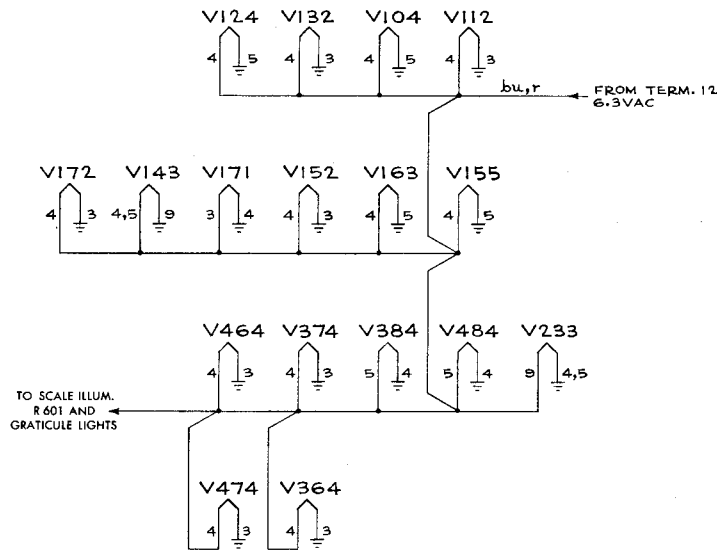 V124 V132 V104 V112
4 5 4 3 4 5 4 3
bu,r
FROM TERM. 12
6.3VAC
V172 V143 V171 V152 V163 V155
4 3 4,5 9 3 4 4 3 4 5 4 5
V464 V374 V384 V484 V233
4 3 4 3 5 4 5 4 9 4,5
TO SCALE ILLUM.
R601 AND
GRATICULE LIGHTS
V474 V364
4 3 4 3